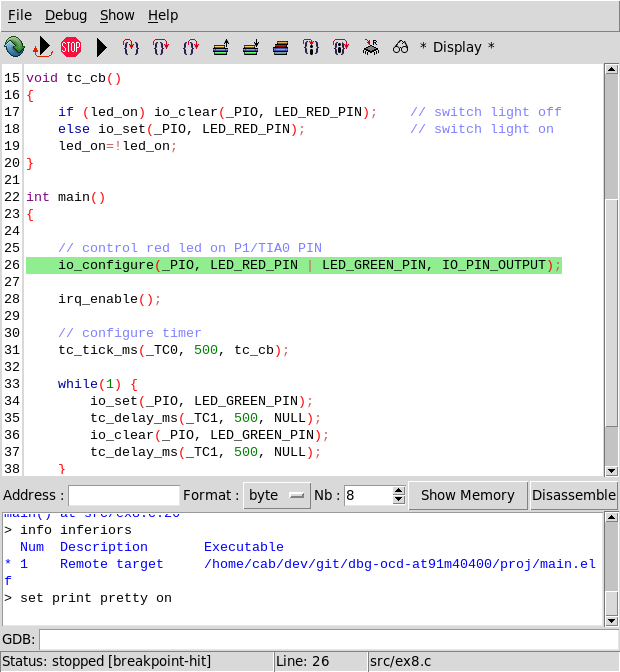 File Debug Show Help
STOP R * Display *
15 void tc_cb()
16 {
17     if (led_on) io_clear(_PIO, LED_RED_PIN);    // switch light off
18     else io_set(_PIO, LED_RED_PIN);             // switch light on
19     led_on=!led_on;
20 }
21
22 int main()
23 {
24
25     // control red led on P1/TIA0 PIN
26     io_configure(_PIO, LED_RED_PIN | LED_GREEN_PIN, IO_PIN_OUTPUT);
27
28     irq_enable();
29
30     // configure timer
31     tc_tick_ms(_TC0, 500, tc_cb);
32
33     while(1) {
34         io_set(_PIO, LED_GREEN_PIN);
35         tc_delay_ms(_TC1, 500, NULL);
36         io_clear(_PIO, LED_GREEN_PIN);
37         tc_delay_ms(_TC1, 500, NULL);
38     }
Address : Format : byte Nb : 8 Show Memory Disassemble
main() at src/ex8.c:26
> info inferiors
  Num  Description       Executable
* 1    Remote target     /home/cab/dev/git/dbg-ocd-at91m40400/proj/main.el
f
> set print pretty on
GDB:
Status: stopped [breakpoint-hit] Line: 26 src/ex8.c